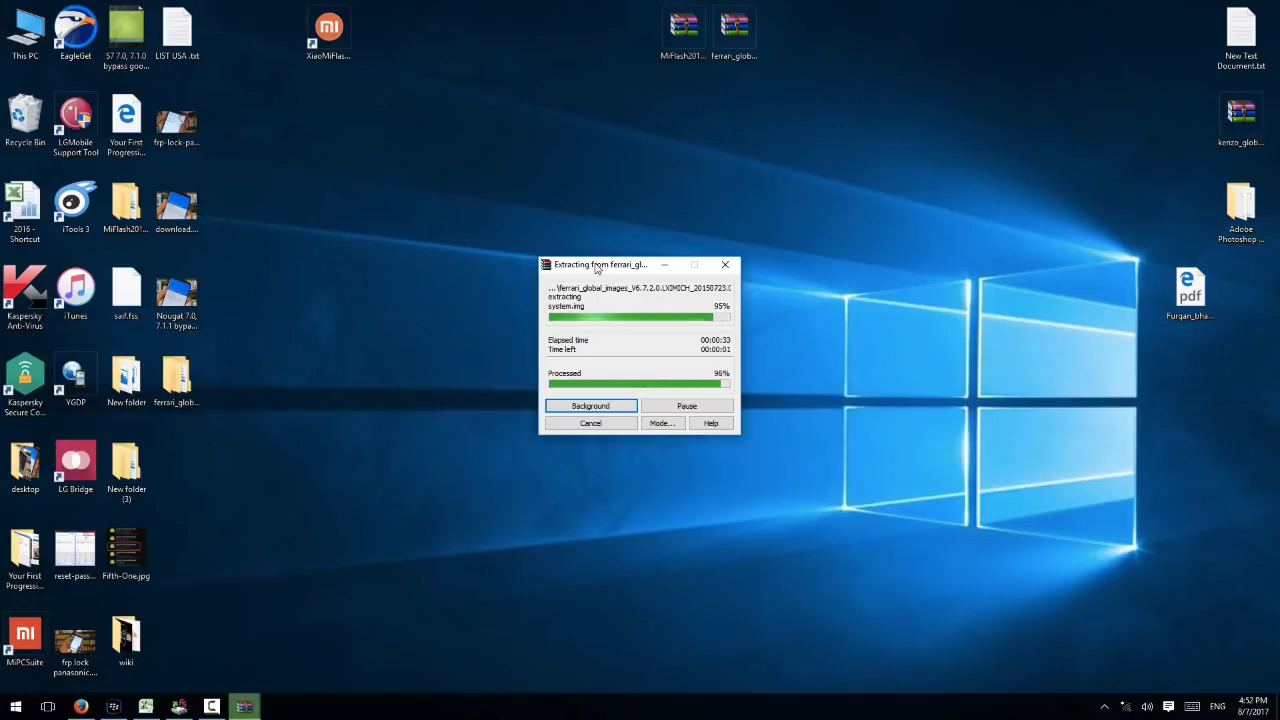 This PC
EagleGet
S7 7.0, 7.1.0
bypass goo...
LIST USA .txt
XiaoMiFlas...
MiFlash201...
ferrari_glob...
New Text
Document.txt
Recycle Bin
LGMobile
Support Tool
Your First
Progressi...
frp-lock-pa...
kenzo_glob...
2016 -
Shortcut
iTools 3
MiFlash201...
download....
Adobe
Photoshop ...
Kaspersky
Anti-Virus
iTunes
saif.fss
Nougat 7.0,
7.1.1 bypa...
pdf
Furqan_bha...
Extracting from ferrari_gl...
...\ferrari_global_images_V6.7.2.0.LXIMICH_20150723.0
extracting
system.img
95%
Elapsed time
00:00:33
Time left
00:00:01
Processed
96%
Background
Pause
Cancel
Mode...
Help
Kaspersky
Secure Co...
YGDP
New folder
ferrari_glob...
desktop
LG Bridge
New folder
(3)
Your First
Progressi...
reset-pass...
Fifth-One.jpg
MI
MiPCSuite
frp lock
panasonic....
wiki
ENG
4:52 PM
8/7/2017